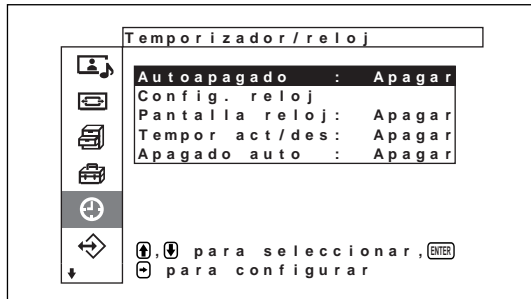 Temporizador/reloj
Autoapagado : Apagar
Config. reloj
Pantalla reloj: Apagar
Tempor act/des: Apagar
Apagado auto : Apagar
, para seleccionar, ENTER
para configurar